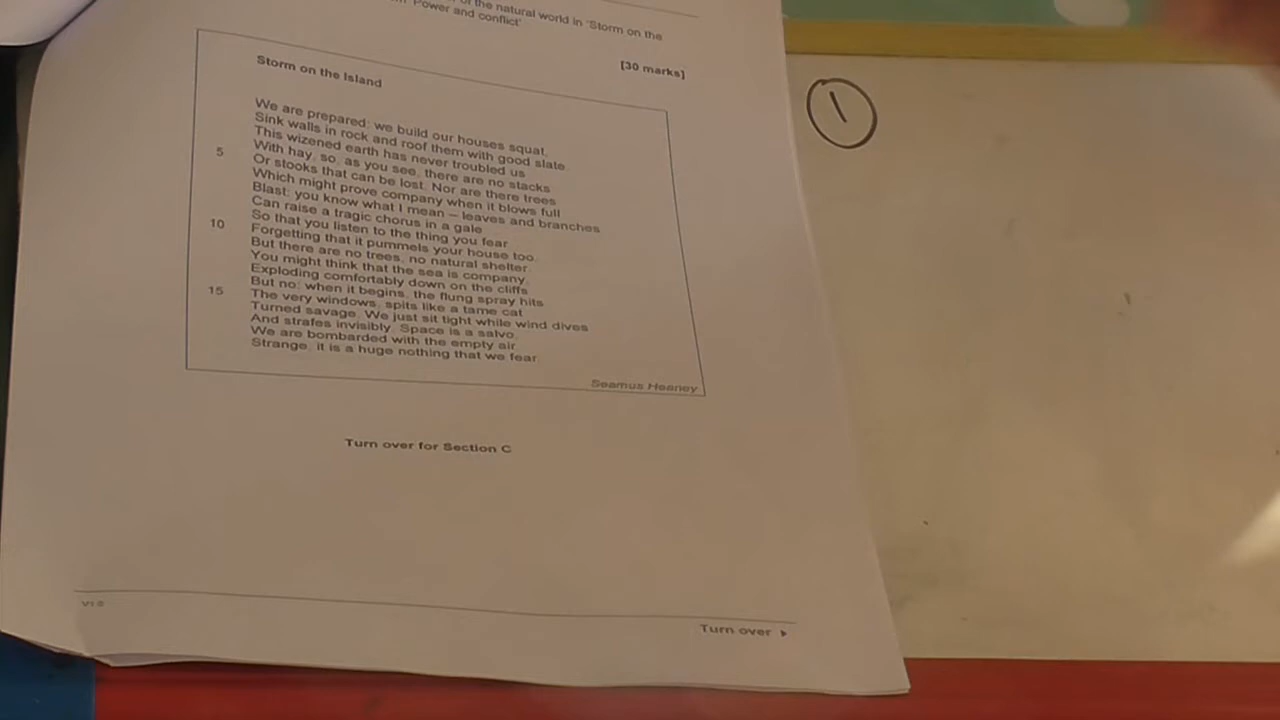 of the natural world in 'Storm on the
'Power and conflict'
[30 marks]
Storm on the Island
We are prepared: we build our houses squat,
Sink walls in rock and roof them with good slate.
This wizened earth has never troubled us
With hay, so, as you see, there are no stacks
5
Or stooks that can be lost. Nor are there trees
Which might prove company when it blows full
Blast: you know what I mean – leaves and branches
Can raise a tragic chorus in a gale
So that you listen to the thing you fear
10
Forgetting that it pummels your house too.
But there are no trees, no natural shelter.
You might think that the sea is company,
Exploding comfortably down on the cliffs
But no: when it begins, the flung spray hits
15
The very windows, spits like a tame cat
Turned savage. We just sit tight while wind dives
And strafes invisibly. Space is a salvo,
We are bombarded with the empty air.
Strange, it is a huge nothing that we fear.
Seamus Heaney
Turn over for Section C
Turn over ►
1